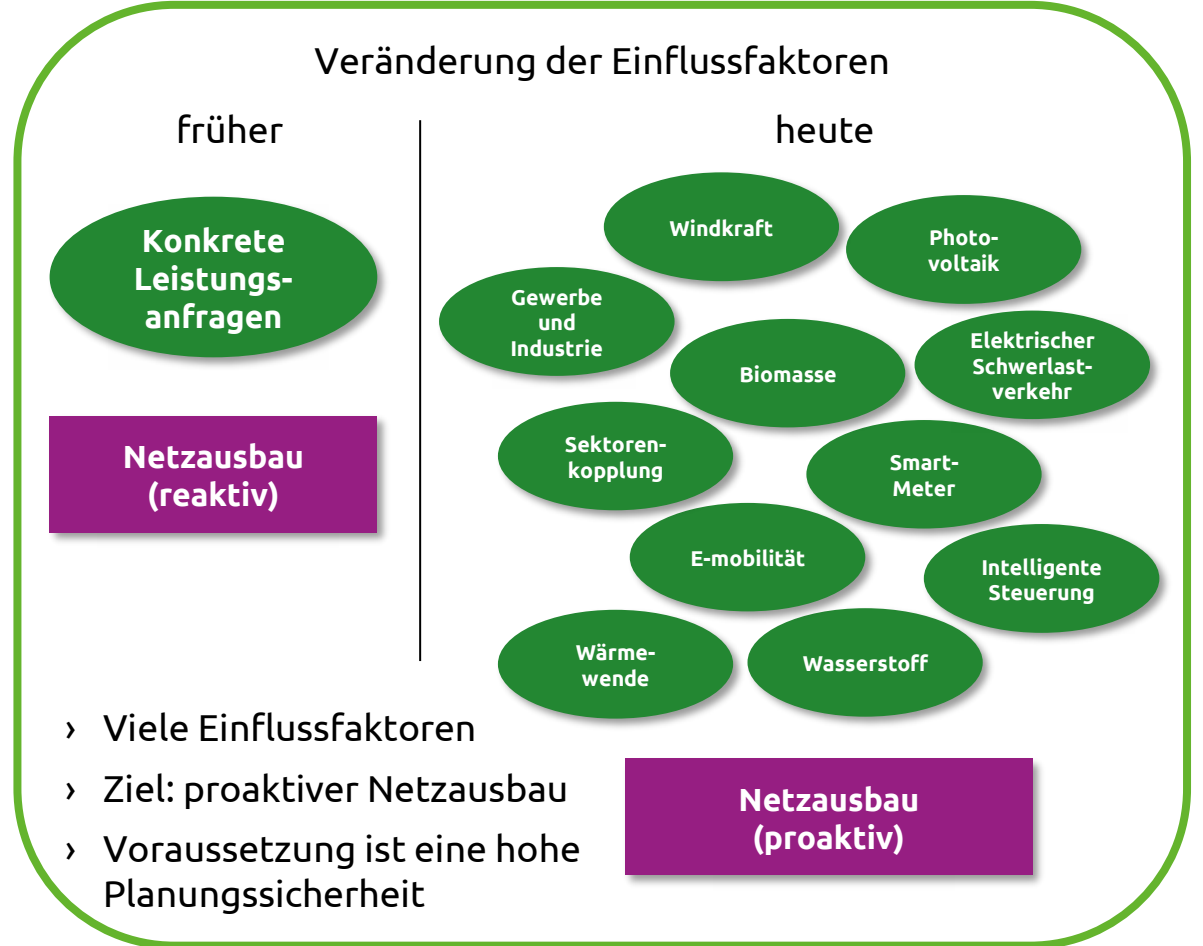 Veränderung der Einflussfaktoren
früher
Konkrete
Leistungs-
anfragen
Netzausbau
(reaktiv)
heute
Windkraft
Photo-
voltaik
Gewerbe
und
Industrie
Biomasse
Elektrischer
Schwerlast-
verkehr
Sektoren-
kopplung
Smart-
Meter
E-mobilität
Intelligente
Steuerung
Wärme-
wende
Wasserstoff
› Viele Einflussfaktoren
› Ziel: proaktiver Netzausbau
› Voraussetzung ist eine hohe
Planungssicherheit
Netzausbau
(proaktiv)